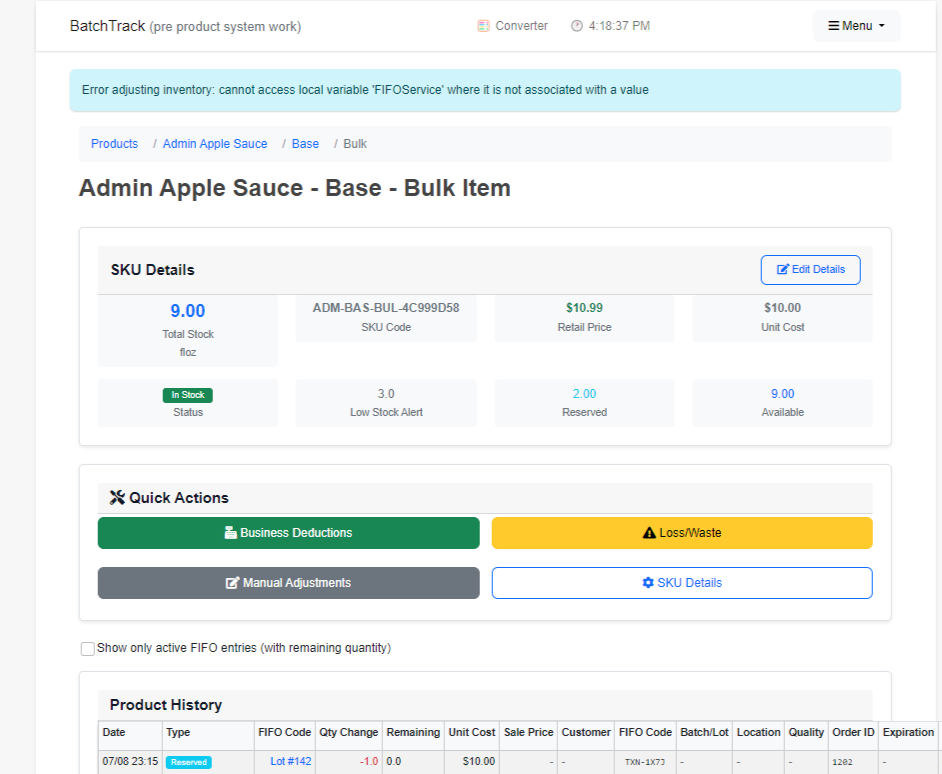 BatchTrack (pre product system work)
Converter
4:18:37 PM
Menu
Error adjusting inventory: cannot access local variable 'FIFOService' where it is not associated with a value
Products / Admin Apple Sauce / Base / Bulk
Admin Apple Sauce - Base - Bulk Item
SKU Details
Edit Details
9.00
Total Stock
floz
ADM-BAS-BUL-4C999D58
SKU Code
$10.99
Retail Price
$10.00
Unit Cost
In Stock
Status
3.0
Low Stock Alert
2.00
Reserved
9.00
Available
Quick Actions
Business Deductions
Loss/Waste
Manual Adjustments
SKU Details
Show only active FIFO entries (with remaining quantity)
Product History
Date Type FIFO Code Qty Change Remaining Unit Cost Sale Price Customer FIFO Code Batch/Lot Location Quality Order ID Expiration
07/08 23:15 Reserved Lot #142 -1.0 0.0 $10.00 - - TXN-1X7J - - - 1202 -